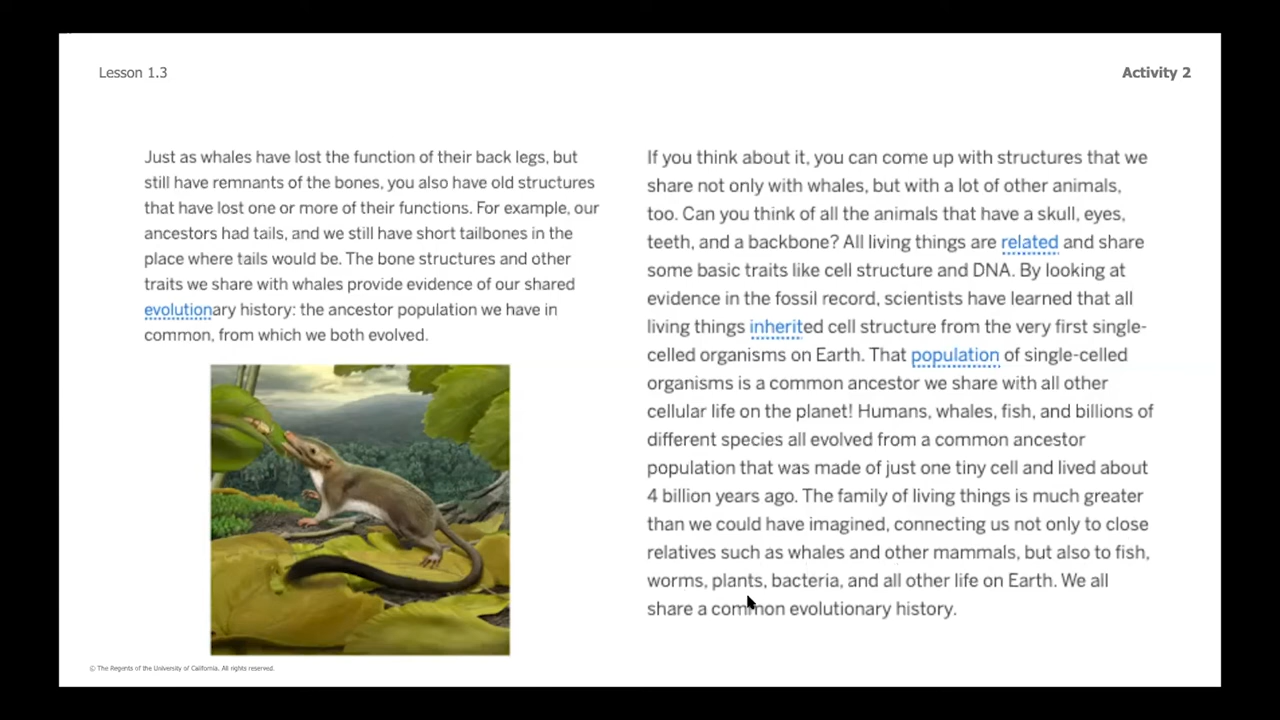 Lesson 1.3
Activity 2
Just as whales have lost the function of their back legs, but
still have remnants of the bones, you also have old structures
that have lost one or more of their functions. For example, our
ancestors had tails, and we still have short tailbones in the
place where tails would be. The bone structures and other
traits we share with whales provide evidence of our shared
evolutionary history: the ancestor population we have in
common, from which we both evolved.
If you think about it, you can come up with structures that we
share not only with whales, but with a lot of other animals,
too. Can you think of all the animals that have a skull, eyes,
teeth, and a backbone? All living things are related and share
some basic traits like cell structure and DNA. By looking at
evidence in the fossil record, scientists have learned that all
living things inherited cell structure from the very first single-
celled organisms on Earth. That population of single-celled
organisms is a common ancestor we share with all other
cellular life on the planet! Humans, whales, fish, and billions of
different species all evolved from a common ancestor
population that was made of just one tiny cell and lived about
4 billion years ago. The family of living things is much greater
than we could have imagined, connecting us not only to close
relatives such as whales and other mammals, but also to fish,
worms, plants, bacteria, and all other life on Earth. We all
share a common evolutionary history.
© The Regents of the University of California. All rights reserved.